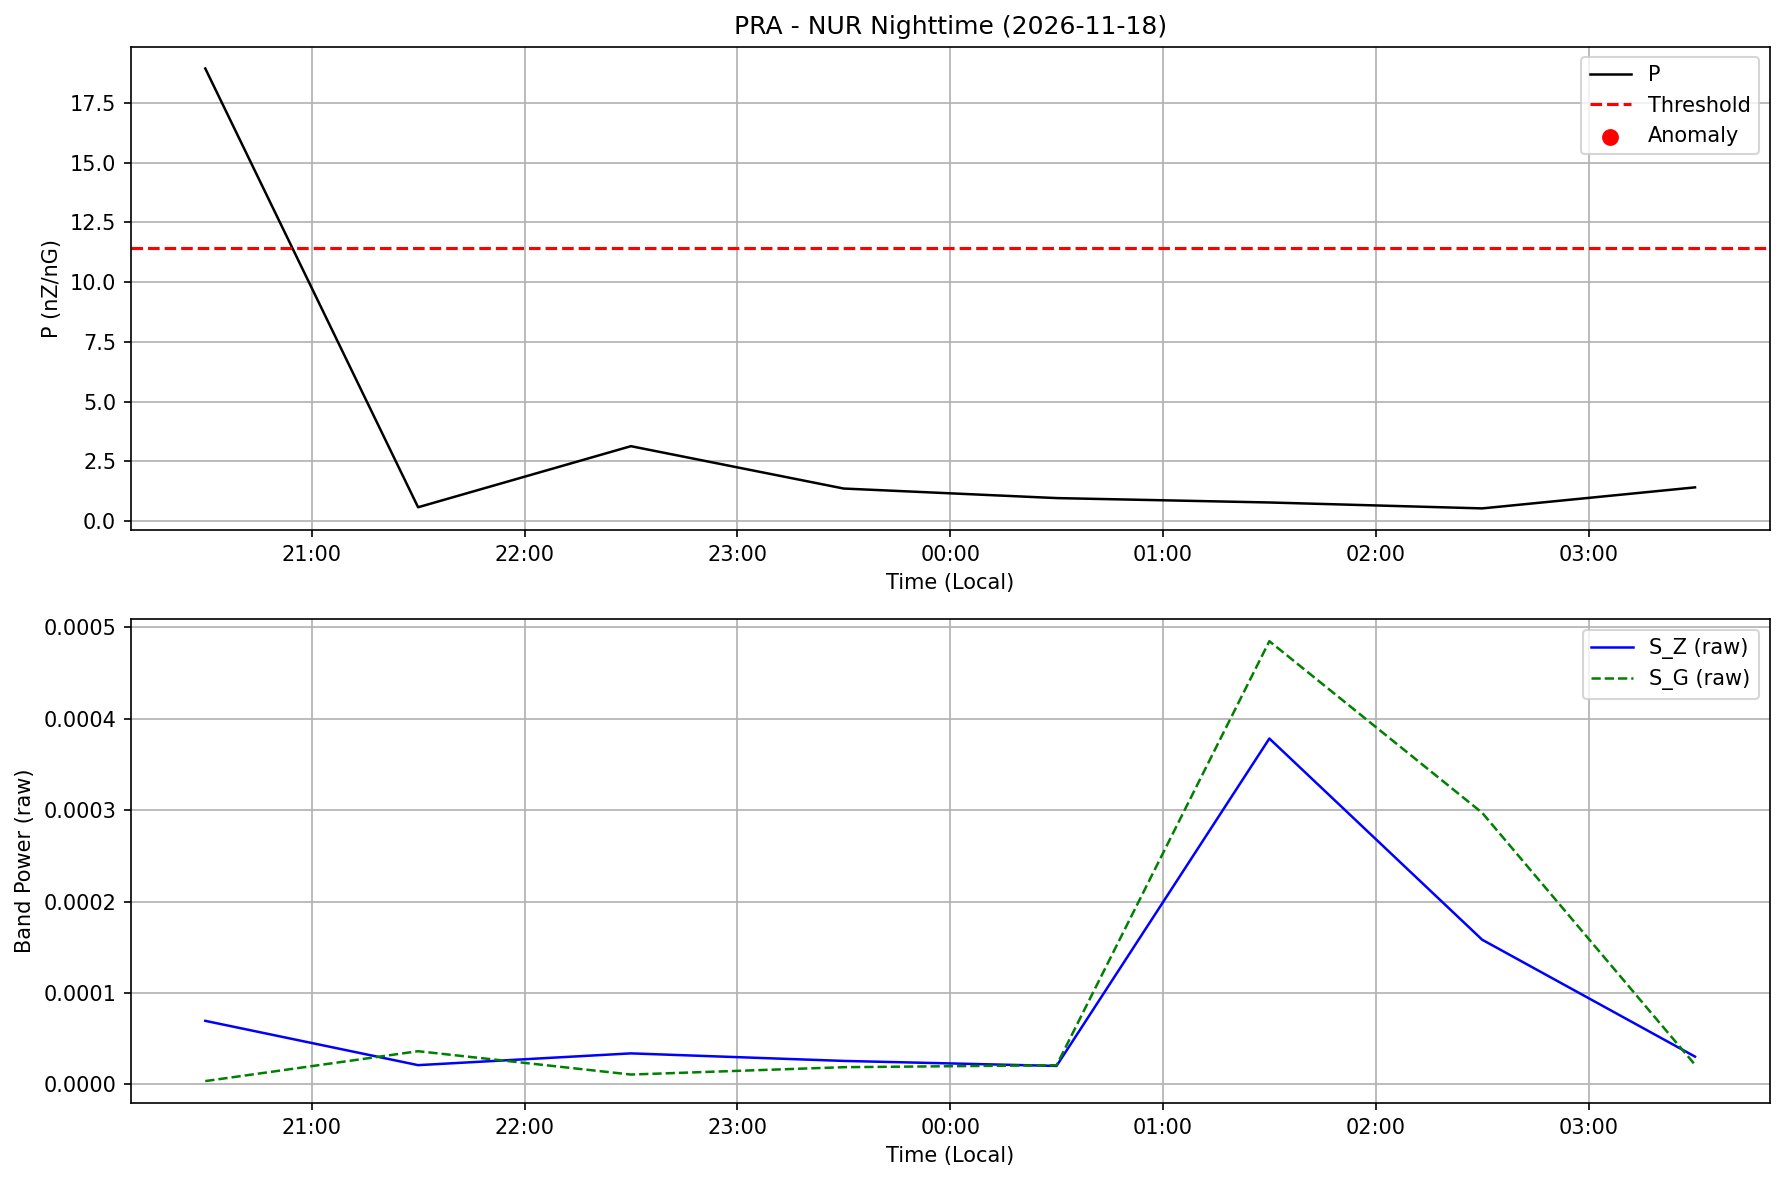 PRA - NUR Nighttime (2026-11-18)
P (nZ/nG)
17.5
15.0
12.5
10.0
7.5
5.0
2.5
0.0
P
Threshold
Anomaly
21:00 22:00 23:00 00:00 01:00 02:00 03:00
Time (Local)
Band Power (raw)
0.0005
0.0004
0.0003
0.0002
0.0001
0.0000
S_Z (raw)
S_G (raw)
21:00 22:00 23:00 00:00 01:00 02:00 03:00
Time (Local)